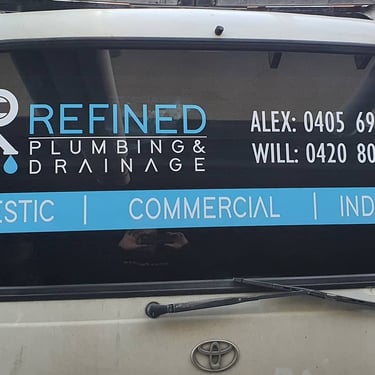 REFINED
PLUMBING&
DRAINAGE
ALEX: 0405 69
WILL: 0420 80
ESTIC | COMMERCIAL | IND